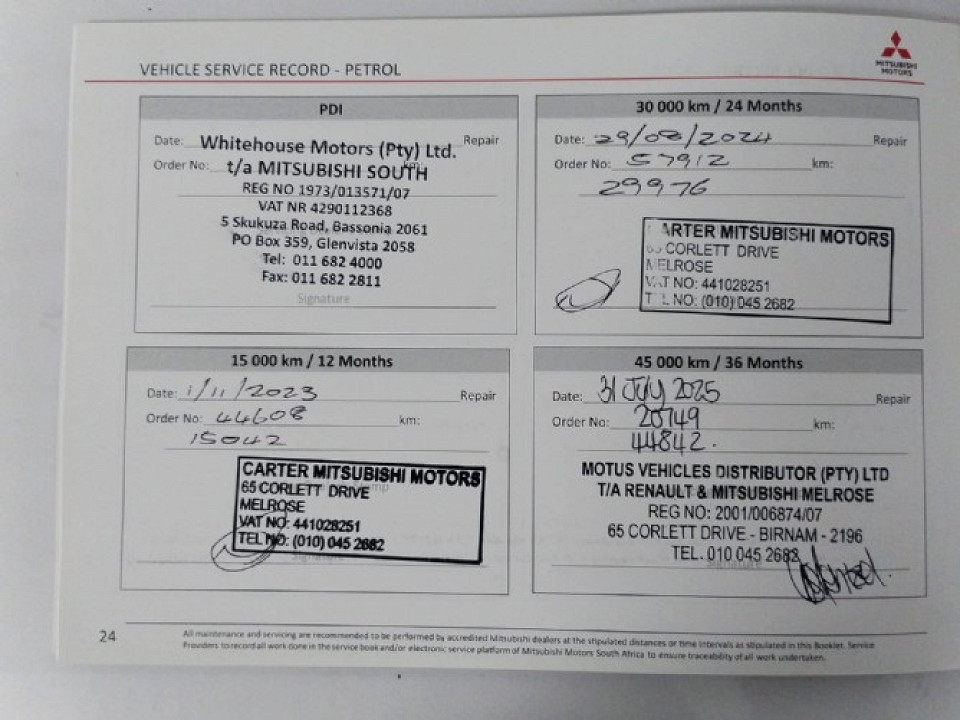 VEHICLE SERVICE RECORD - PETROL
MITSUBISHI
MOTORS
PDI
Date: Whitehouse Motors (Pty) Ltd. Repair
Order No: t/a MITSUBISHI SOUTH km:
REG NO 1973/013571/07
VAT NR 4290112368
5 Skukuza Road, Bassonia 2061
PO Box 359, Glenvista 2058
Tel: 011 682 4000
Fax: 011 682 2811
Signature
30 000 km / 24 Months
Date: 29/08/2024 Repair
Order No: 57912 km:
29976
CARTER MITSUBISHI MOTORS
65 CORLETT DRIVE
MELROSE
VAT NO: 441028251
TEL NO: (010) 045 2682
15 000 km / 12 Months
Date: 1/11/2023 Repair
Order No: 44608 km:
15042
CARTER MITSUBISHI MOTORS
65 CORLETT DRIVE
MELROSE
VAT NO: 441028251
TEL NO: (010) 045 2682
Signature
45 000 km / 36 Months
Date: 31 JULY 2025 Repair
Order No: 20749 km:
44842.
MOTUS VEHICLES DISTRIBUTOR (PTY) LTD
T/A RENAULT & MITSUBISHI MELROSE
REG NO: 2001/006874/07
65 CORLETT DRIVE - BIRNAM - 2196
TEL. 010 045 2682
Signature
24
All maintenance and servicing are recommended to be performed by accredited Mitsubishi dealers at the stipulated distances or time intervals as stipulated in this Booklet. Service
Providers to record all work done in the service book and/or electronic service platform of Mitsubishi Motors South Africa to ensure traceability of all work undertaken.